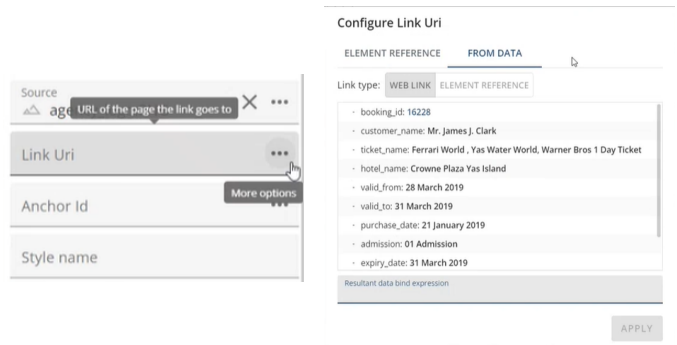 Source
age
URL of the page the link goes to
Link Uri
More options
Anchor Id
Style name
Configure Link Uri
ELEMENT REFERENCE
FROM DATA
Link type:
WEB LINK
ELEMENT REFERENCE
booking_id: 16228
customer_name: Mr. James J. Clark
ticket_name: Ferrari World , Yas Water World, Warner Bros 1 Day Ticket
hotel_name: Crowne Plaza Yas Island
valid_from: 28 March 2019
valid_to: 31 March 2019
purchase_date: 21 January 2019
admission: 01 Admission
expiry_date: 31 March 2019
Resultant data bind expression
APPLY